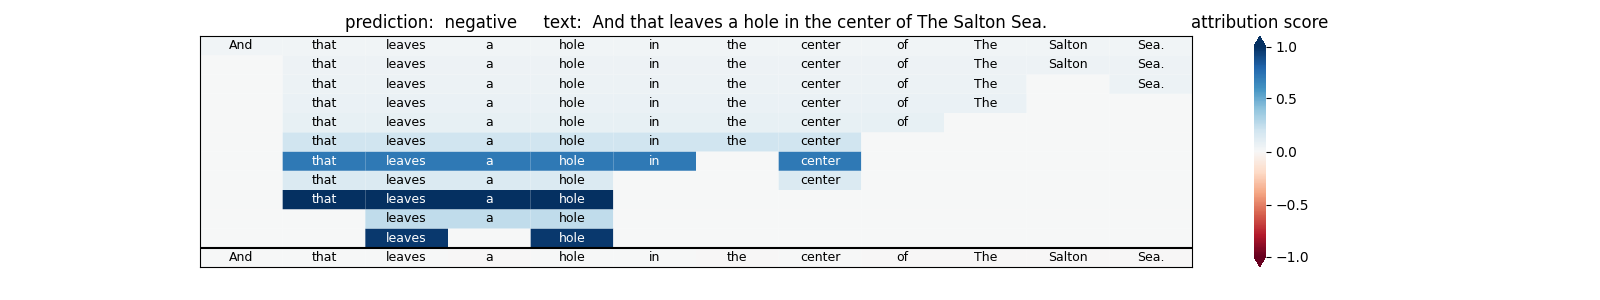 prediction:  negative     text:  And that leaves a hole in the center of The Salton Sea.     attribution score
And that leaves a hole in the center of The Salton Sea.
that leaves a hole in the center of The Salton Sea.
that leaves a hole in the center of The Sea.
that leaves a hole in the center of The
that leaves a hole in the center of
that leaves a hole in the center
that leaves a hole in center
that leaves a hole center
that leaves a hole
leaves a hole
leaves hole
And that leaves a hole in the center of The Salton Sea.
1.0
0.5
0.0
−0.5
−1.0